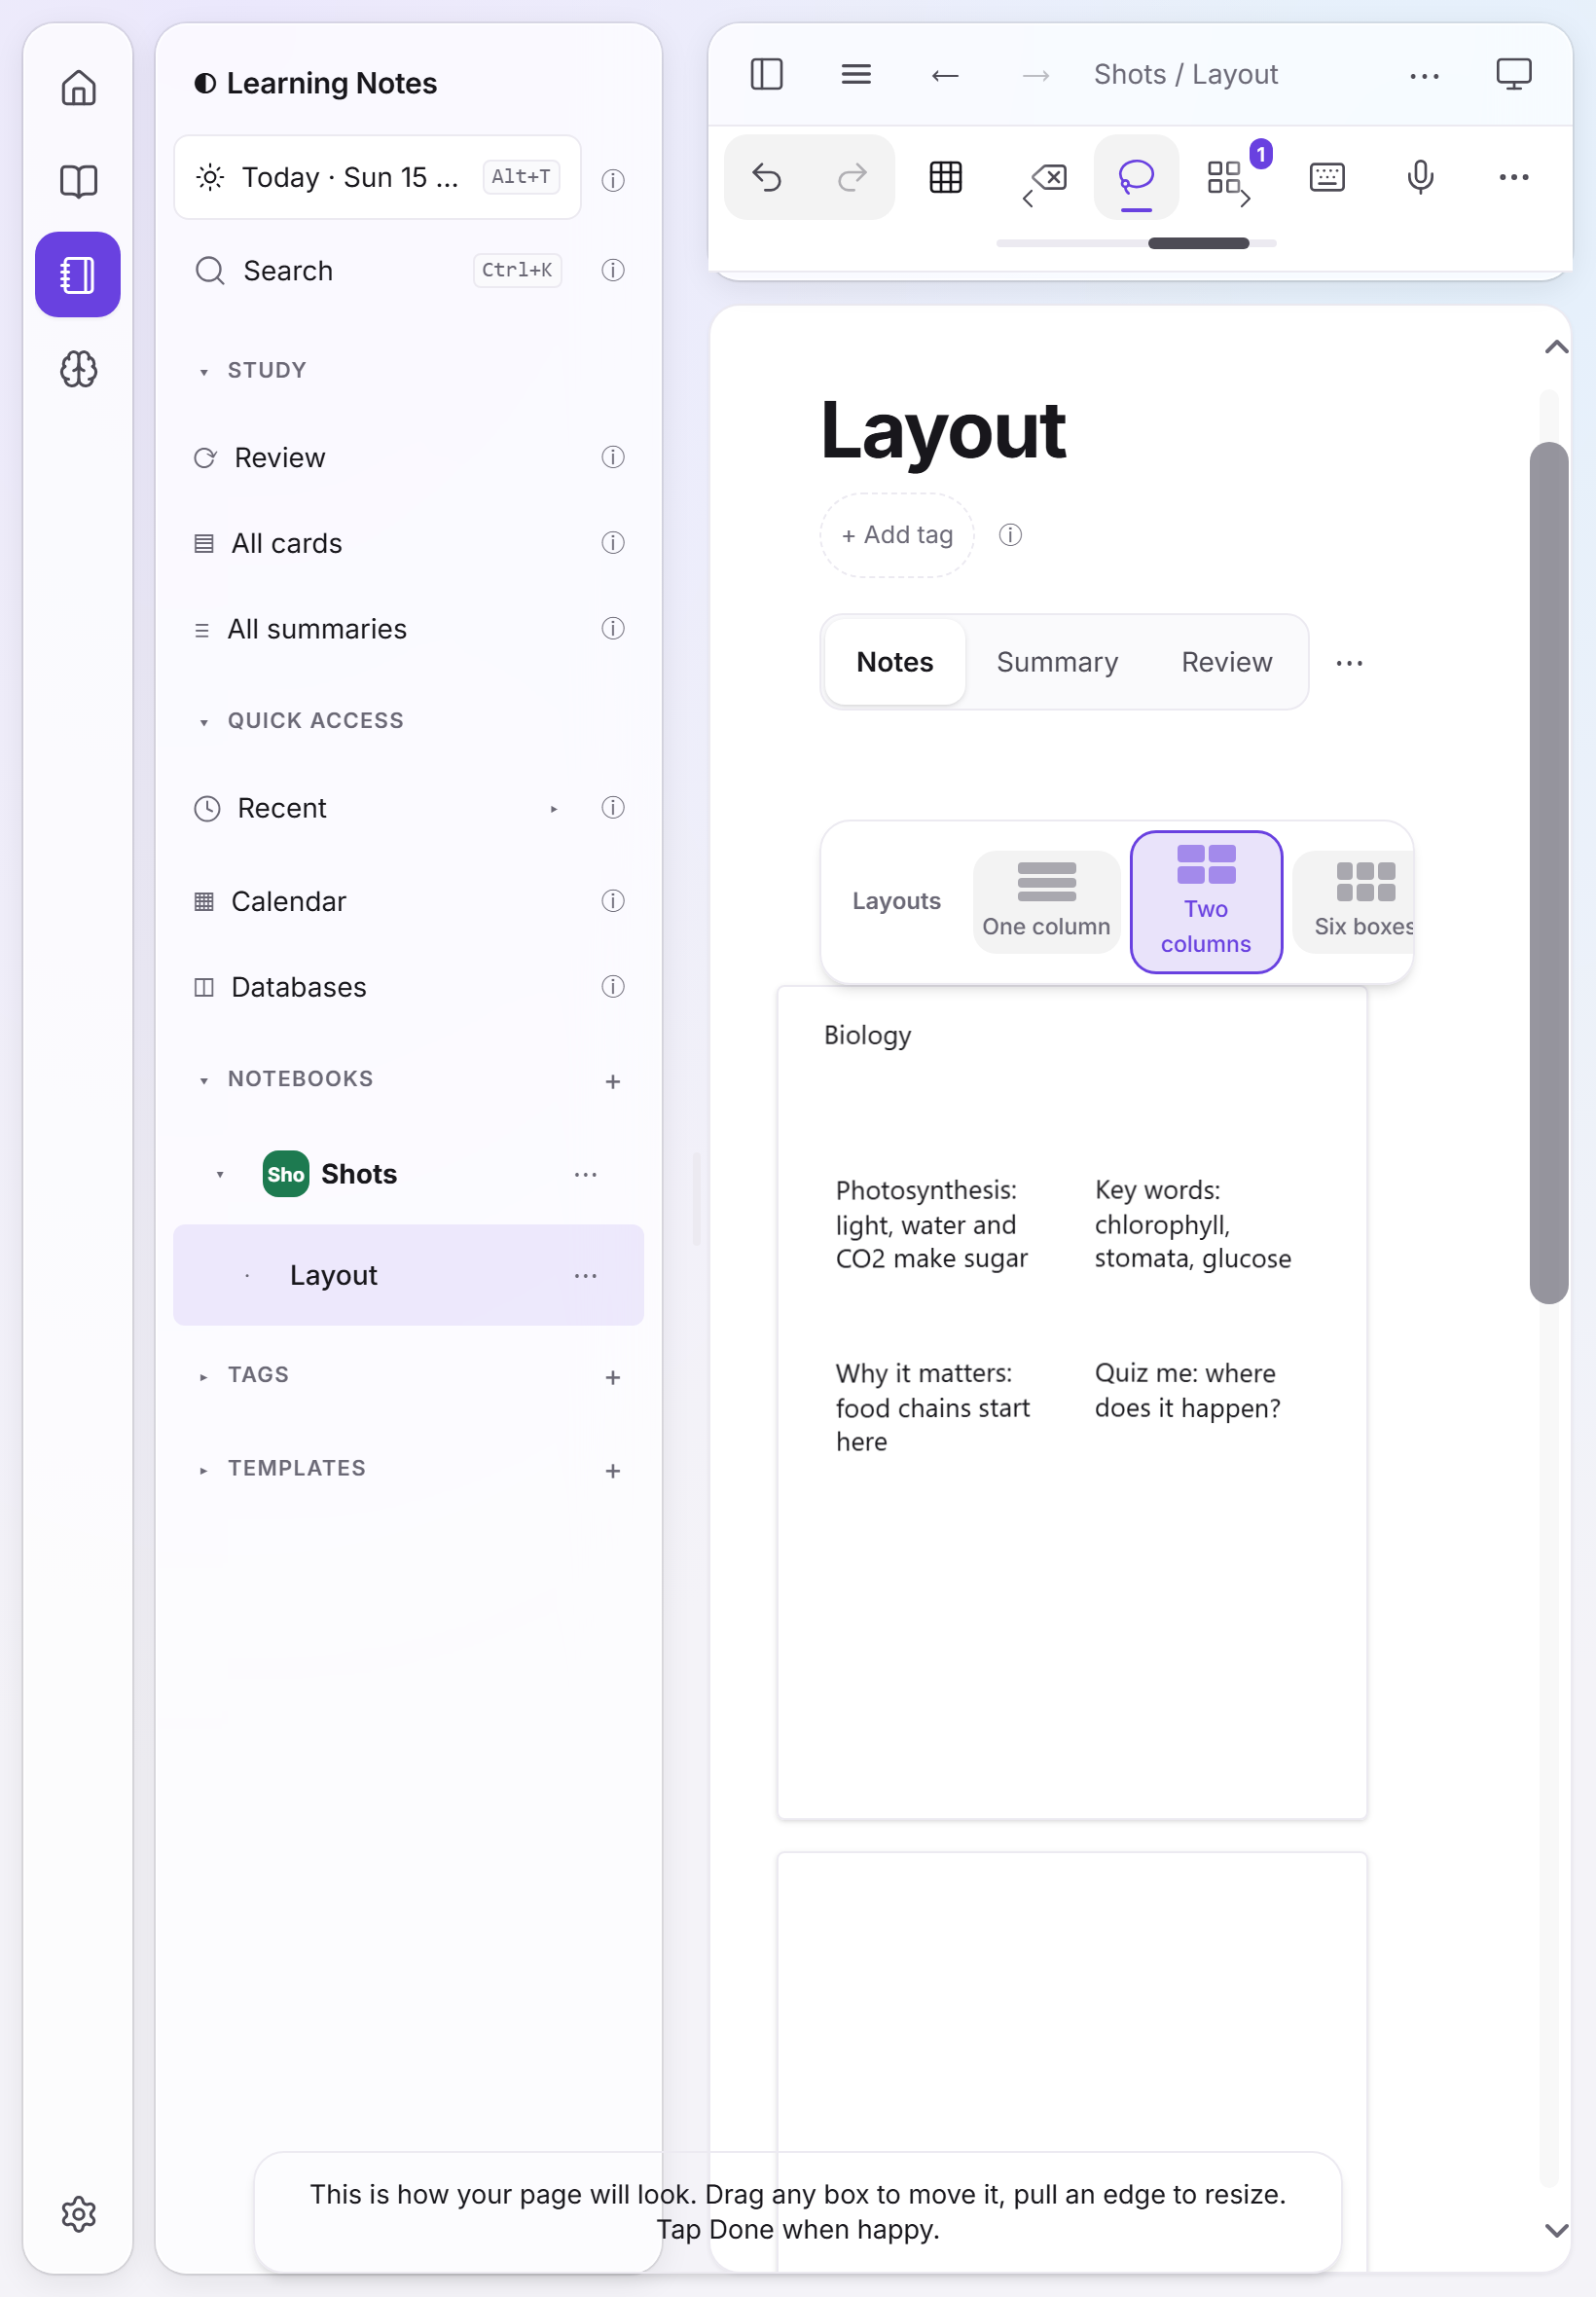 Learning Notes
Today · Sun 15 ... Alt+T
Search Ctrl+K
STUDY
Review
All cards
All summaries
QUICK ACCESS
Recent
Calendar
Databases
NOTEBOOKS
Sho Shots
Layout
TAGS
TEMPLATES
Shots / Layout
1
Layout
+ Add tag
Notes Summary Review
Layouts
One column
Two
columns
Six boxes
Biology
Photosynthesis:
light, water and
CO2 make sugar
Key words:
chlorophyll,
stomata, glucose
Why it matters:
food chains start
here
Quiz me: where
does it happen?
This is how your page will look. Drag any box to move it, pull an edge to resize.
Tap Done when happy.